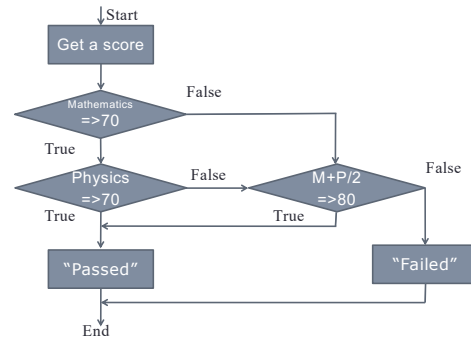 Start
Get a score
Mathematics
=>70
False
True
Physics
=>70
False
M+P/2
=>80
False
True
True
"Passed"
"Failed"
End